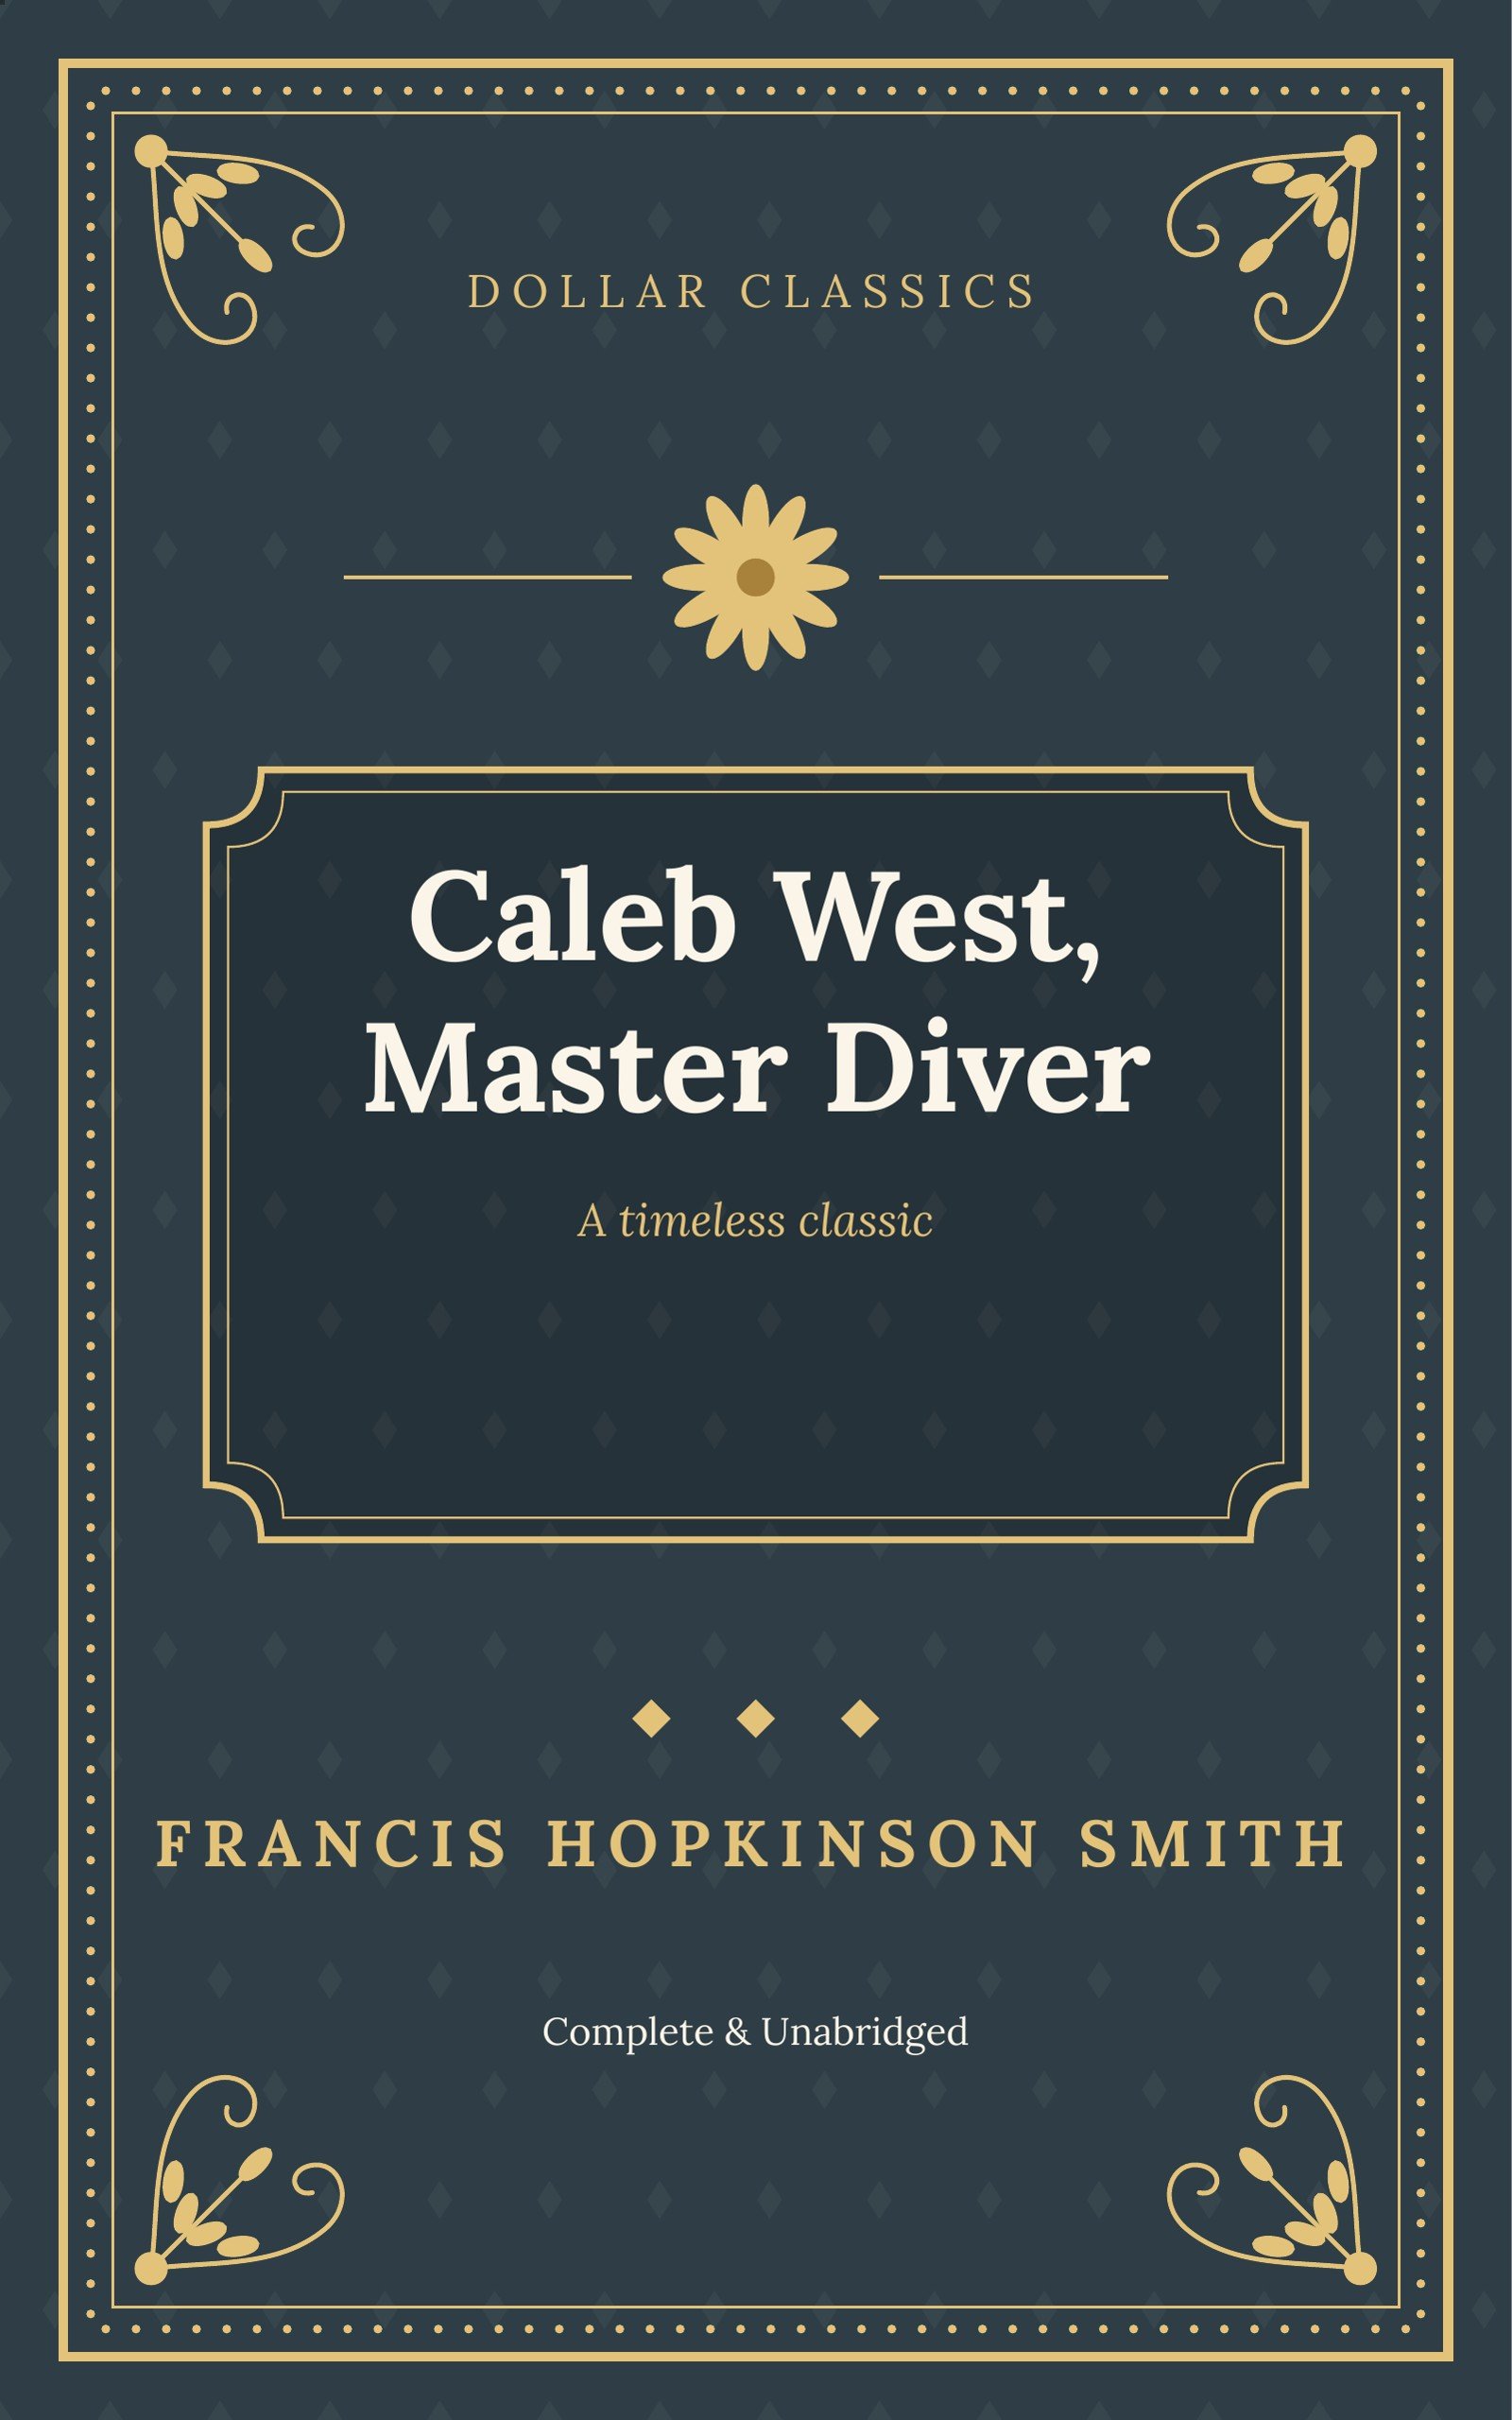 DOLLAR CLASSICS
Caleb West,
Master Diver
A timeless classic
FRANCIS HOPKINSON SMITH
Complete & Unabridged